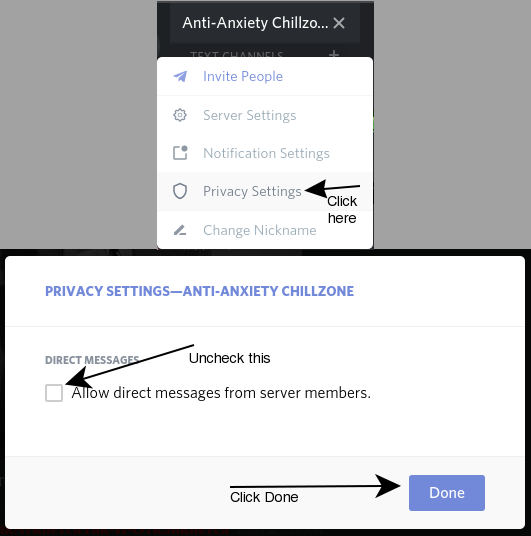 Anti-Anxiety Chillzo...
TEXT CHANNELS
Invite People
Server Settings
Notification Settings
Privacy Settings
Click
here
Change Nickname
PRIVACY SETTINGS—ANTI-ANXIETY CHILLZONE
DIRECT MESSAGES
Uncheck this
Allow direct messages from server members.
Click Done
Done